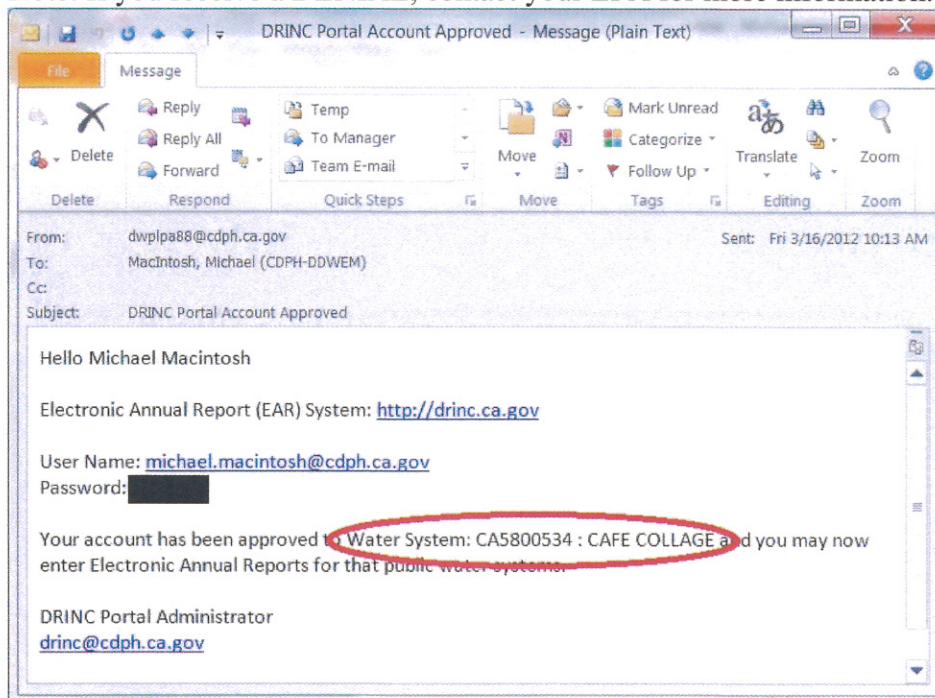 DRINC Portal Account Approved - Message (Plain Text)
File Message
Reply
Reply All
Forward
Delete
Temp
To Manager
Team E-mail
Move
Mark Unread
Categorize
Follow Up
Translate
Zoom
Delete Respond Quick Steps Move Tags Editing Zoom
From: dwplpa88@cdph.ca.gov Sent: Fri 3/16/2012 10:13 AM
To: MacIntosh, Michael (CDPH-DDWEM)
Cc:
Subject: DRINC Portal Account Approved
Hello Michael Macintosh
Electronic Annual Report (EAR) System: http://drinc.ca.gov
User Name: michael.macintosh@cdph.ca.gov
Password:
Your account has been approved to Water System: CA5800534 : CAFE COLLAGE and you may now
enter Electronic Annual Reports for that public water systems.
DRINC Portal Administrator
drinc@cdph.ca.gov